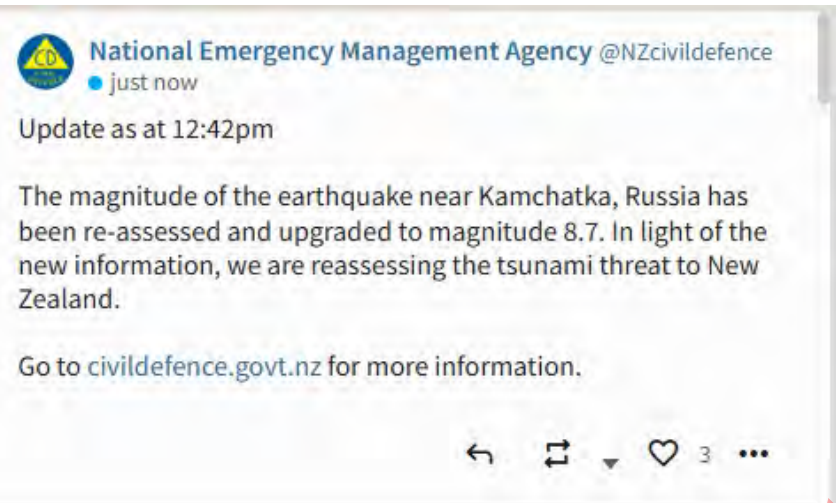 CD
National Emergency Management Agency @NZcivildefence
just now
Update as at 12:42pm
The magnitude of the earthquake near Kamchatka, Russia has
been re-assessed and upgraded to magnitude 8.7. In light of the
new information, we are reassessing the tsunami threat to New
Zealand.
Go to civildefence.govt.nz for more information.
3